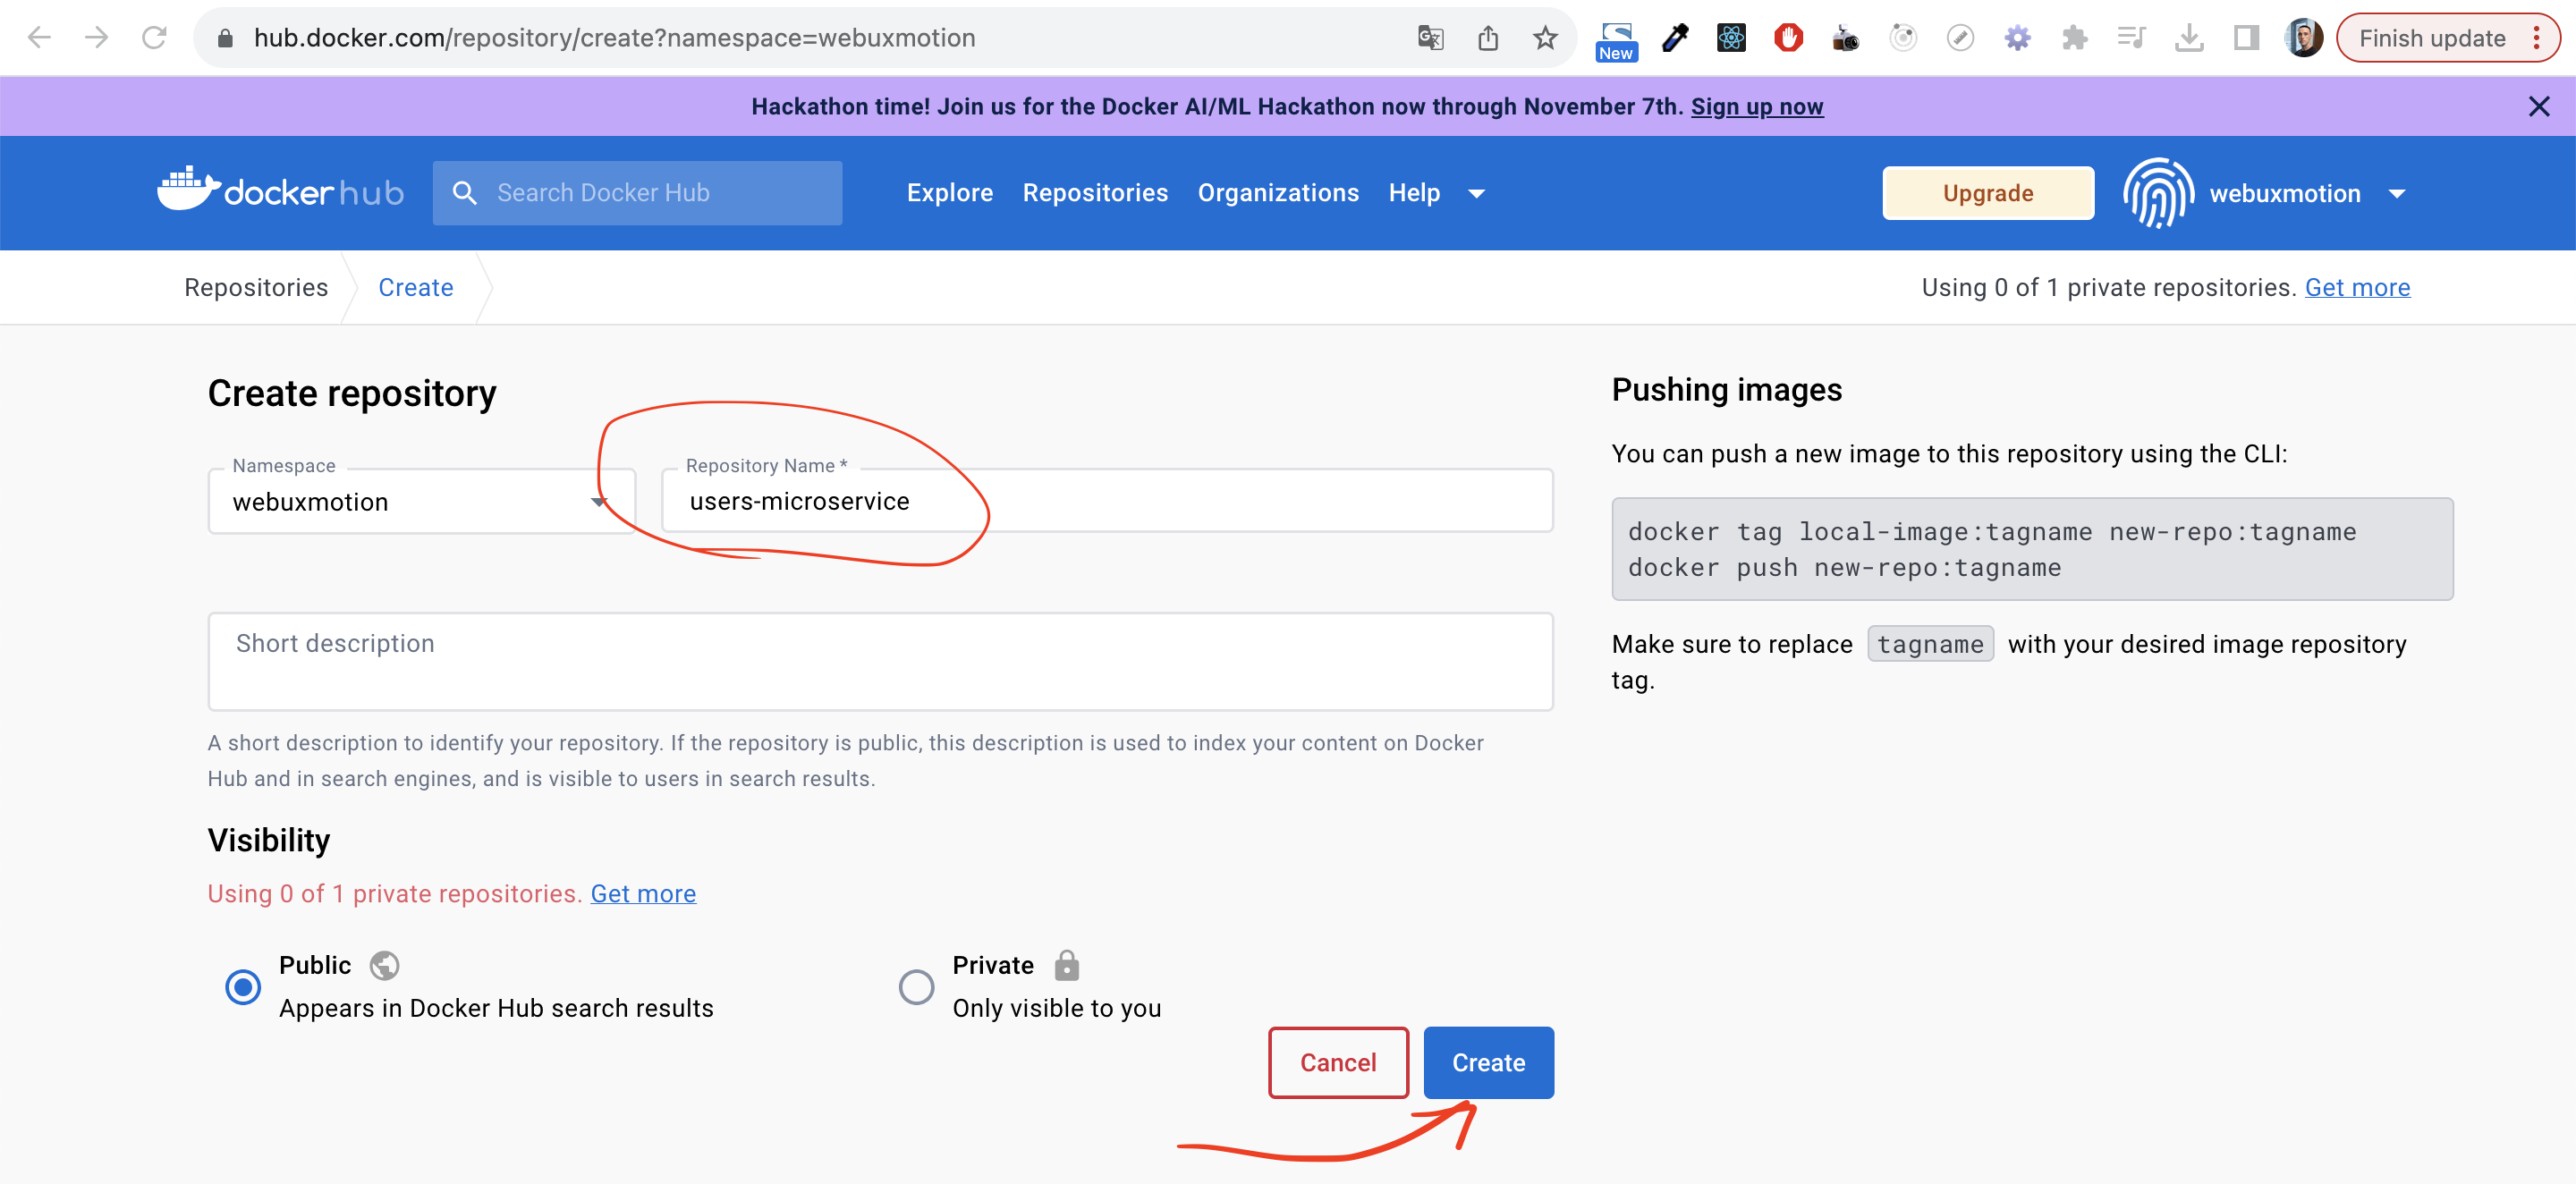 hub.docker.com/repository/create?namespace=webuxmotion
New
Finish update
Hackathon time! Join us for the Docker AI/ML Hackathon now through November 7th. Sign up now
docker hub
Search Docker Hub
Explore
Repositories
Organizations
Help
Upgrade
webuxmotion
Repositories
Create
Using 0 of 1 private repositories. Get more
Create repository
Namespace
webuxmotion
Repository Name *
users-microservice
Short description
A short description to identify your repository. If the repository is public, this description is used to index your content on Docker
Hub and in search engines, and is visible to users in search results.
Visibility
Using 0 of 1 private repositories. Get more
Public
Appears in Docker Hub search results
Private
Only visible to you
Cancel
Create
Pushing images
You can push a new image to this repository using the CLI:
docker tag local-image:tagname new-repo:tagname
docker push new-repo:tagname
Make sure to replace tagname with your desired image repository
tag.